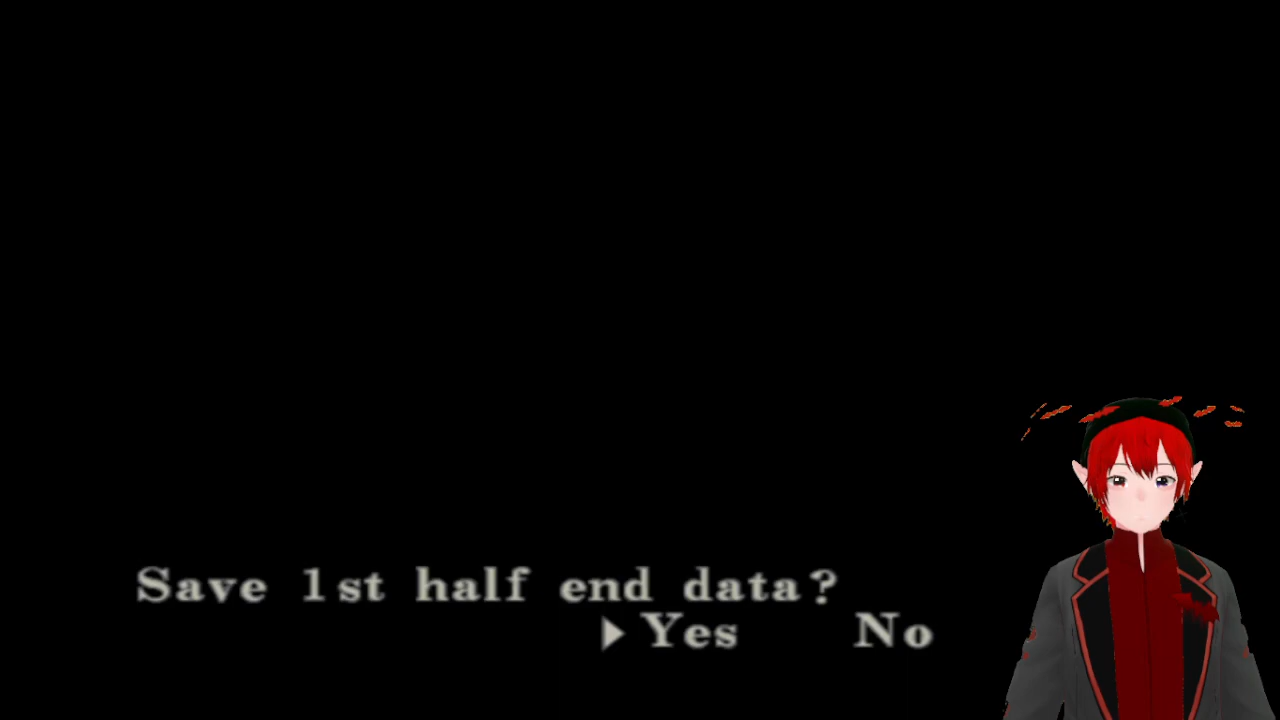 Save 1st half end data?
Yes No